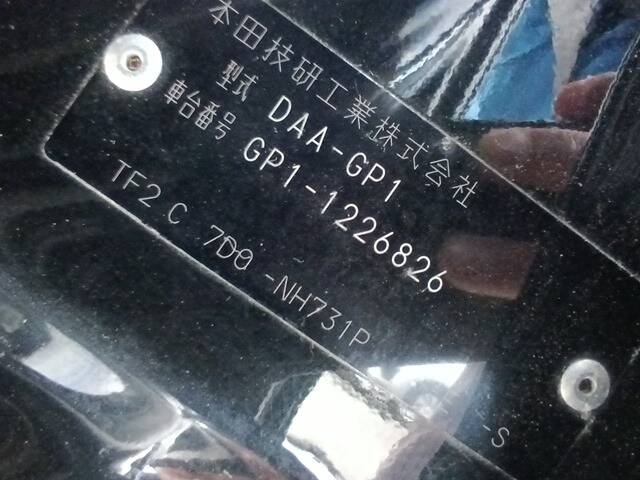 本田技研工業株式会社
型式 DAA-GP1
車台番号 GP1-1226826
TF2 C 7D0 -NH731P
-S